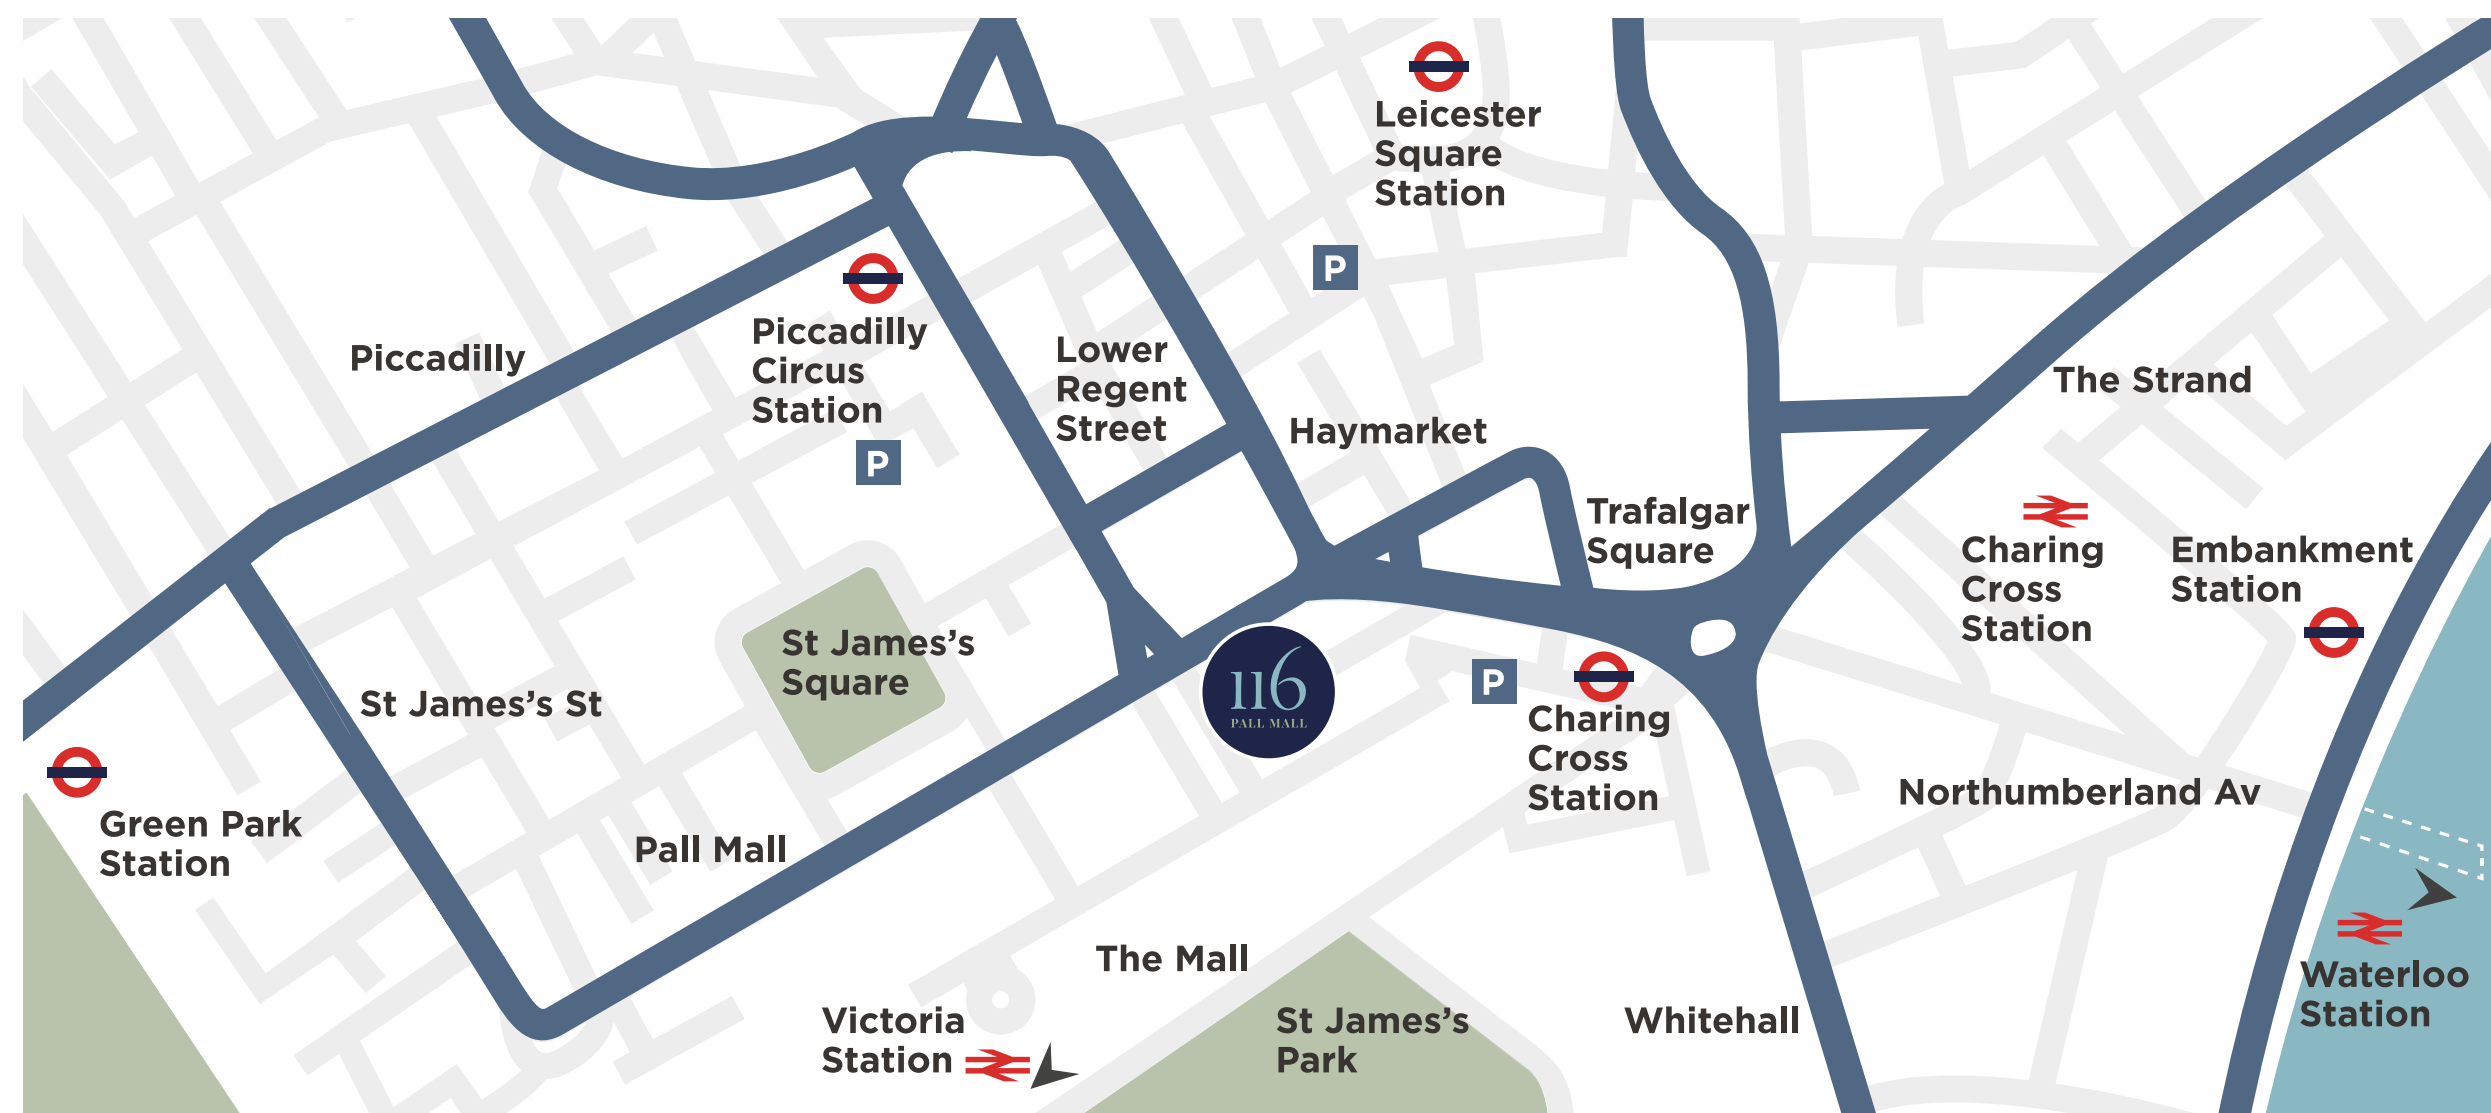 Leicester
Square
Station
P
Piccadilly
Piccadilly
Circus
Station
P
Lower
Regent
Street
Haymarket
The Strand
Trafalgar
Square
Charing
Cross
Station
Embankment
Station
St James’s
Square
St James’s St
116
PALL MALL
P
Charing
Cross
Station
Green Park
Station
Pall Mall
Northumberland Av
The Mall
Victoria
Station
St James’s
Park
Whitehall
Waterloo
Station